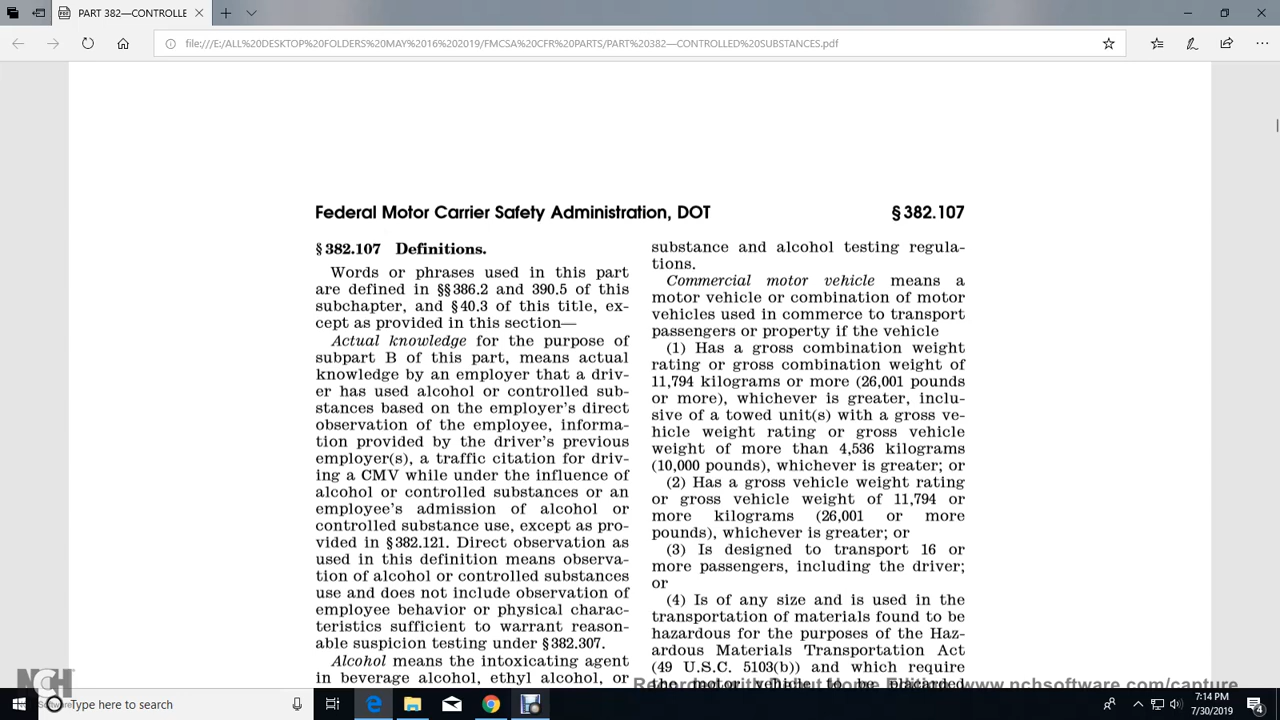 PART 382—CONTROLLE
file:///E:/ALL%20DESKTOP%20FOLDERS%20MAY%2016%202019/FMCSA%20CFR%20PARTS/PART%20382—CONTROLLED%20SUBSTANCES.pdf
Federal Motor Carrier Safety Administration, DOT
§ 382.107
§ 382.107 Definitions.
Words or phrases used in this part
are defined in §§ 386.2 and 390.5 of this
subchapter, and § 40.3 of this title, ex-
cept as provided in this section—
Actual knowledge for the purpose of
subpart B of this part, means actual
knowledge by an employer that a driv-
er has used alcohol or controlled sub-
stances based on the employer's direct
observation of the employee, informa-
tion provided by the driver's previous
employer(s), a traffic citation for driv-
ing a CMV while under the influence of
alcohol or controlled substances or an
employee's admission of alcohol or
controlled substance use, except as pro-
vided in § 382.121. Direct observation as
used in this definition means observa-
tion of alcohol or controlled substances
use and does not include observation of
employee behavior or physical charac-
teristics sufficient to warrant reason-
able suspicion testing under § 382.307.
Alcohol means the intoxicating agent
in beverage alcohol, ethyl alcohol, or
substance and alcohol testing regula-
tions.
Commercial motor vehicle means a
motor vehicle or combination of motor
vehicles used in commerce to transport
passengers or property if the vehicle
(1) Has a gross combination weight
rating or gross combination weight of
11,794 kilograms or more (26,001 pounds
or more), whichever is greater, inclu-
sive of a towed unit(s) with a gross ve-
hicle weight rating or gross vehicle
weight of more than 4,536 kilograms
(10,000 pounds), whichever is greater; or
(2) Has a gross vehicle weight rating
or gross vehicle weight of 11,794 or
more kilograms (26,001 or more
pounds), whichever is greater; or
(3) Is designed to transport 16 or
more passengers, including the driver;
or
(4) Is of any size and is used in the
transportation of materials found to be
hazardous for the purposes of the Haz-
ardous Materials Transportation Act
(49 U.S.C. 5103(b)) and which require
the motor vehicle to be placarded
www.nchsoftware.com/capture
NCH
Type here to search
7:14 PM
7/30/2019
4